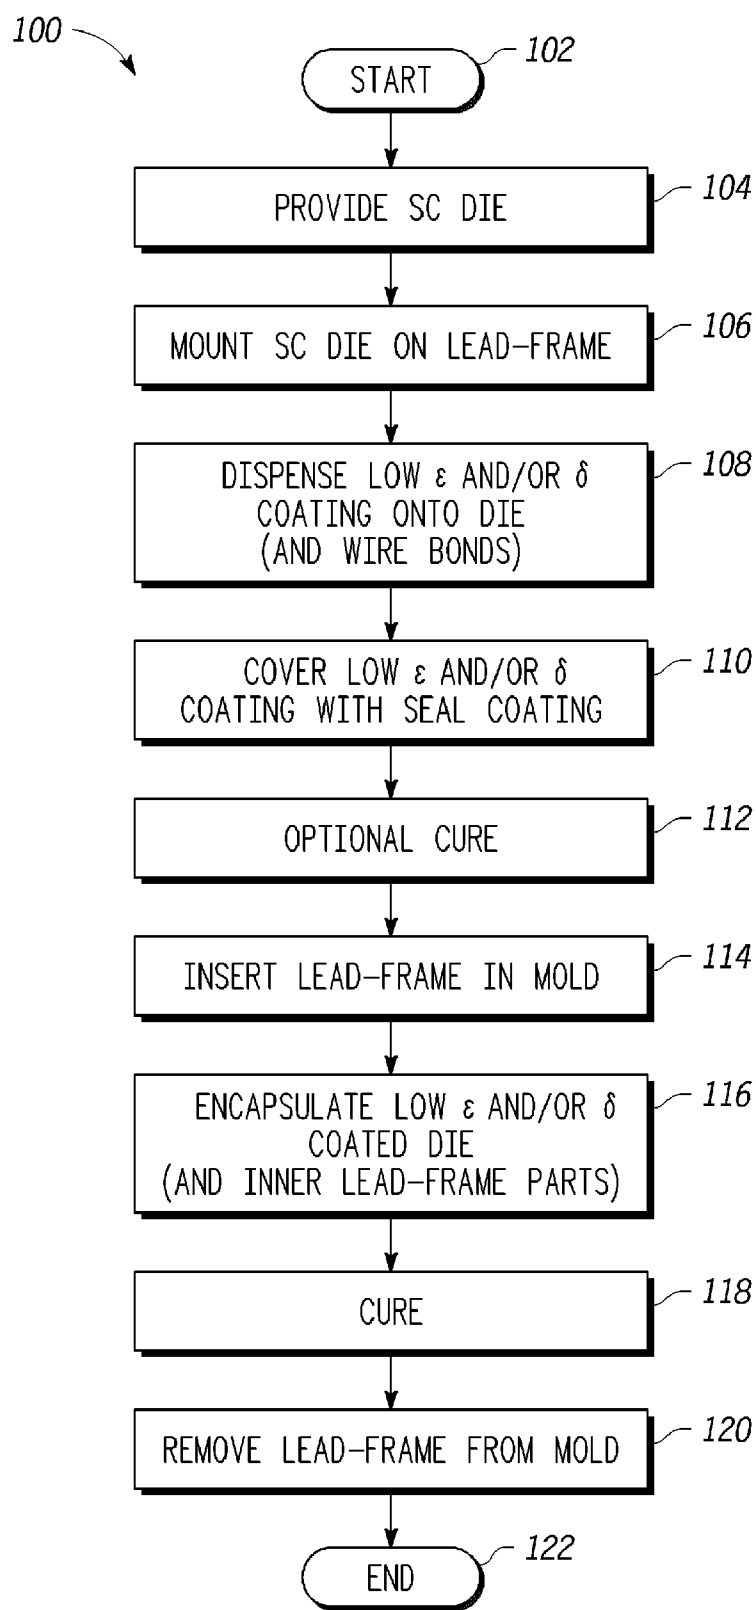 100
START
102
PROVIDE SC DIE
104
MOUNT SC DIE ON LEAD-FRAME
106
DISPENSE LOW ε AND/OR δ
COATING ONTO DIE
(AND WIRE BONDS)
108
COVER LOW ε AND/OR δ
COATING WITH SEAL COATING
110
OPTIONAL CURE
112
INSERT LEAD-FRAME IN MOLD
114
ENCAPSULATE LOW ε AND/OR δ
COATED DIE
(AND INNER LEAD-FRAME PARTS)
116
CURE
118
REMOVE LEAD-FRAME FROM MOLD
120
END
122